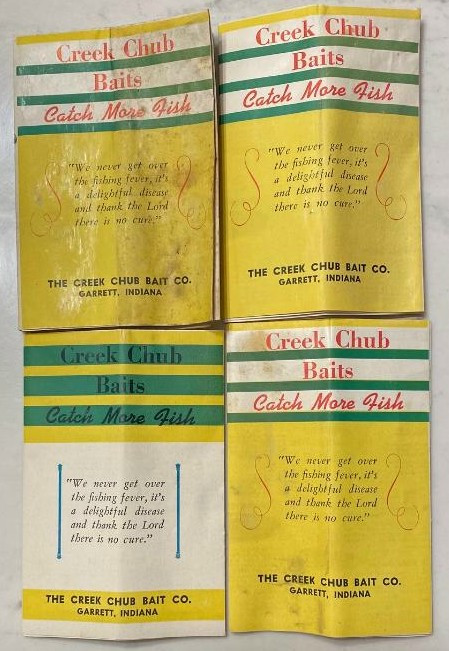 Creek Chub
Baits
Catch More Fish
"We never get over
the fishing fever, it's
a delightful disease
and thank the Lord
there is no cure."
THE CREEK CHUB BAIT CO.
GARRETT, INDIANA
Creek Chub
Baits
Catch More Fish
"We never get over
the fishing fever, it's
a delightful disease
and thank the Lord
there is no cure."
THE CREEK CHUB BAIT CO.
GARRETT, INDIANA
Creek Chub
Baits
Catch More Fish
"We never get over
the fishing fever, it's
a delightful disease
and thank the Lord
there is no cure."
THE CREEK CHUB BAIT CO.
GARRETT, INDIANA
Creek Chub
Baits
Catch More Fish
"We never get over
the fishing fever, it's
a delightful disease
and thank the Lord
there is no cure."
THE CREEK CHUB BAIT CO.
GARRETT, INDIANA